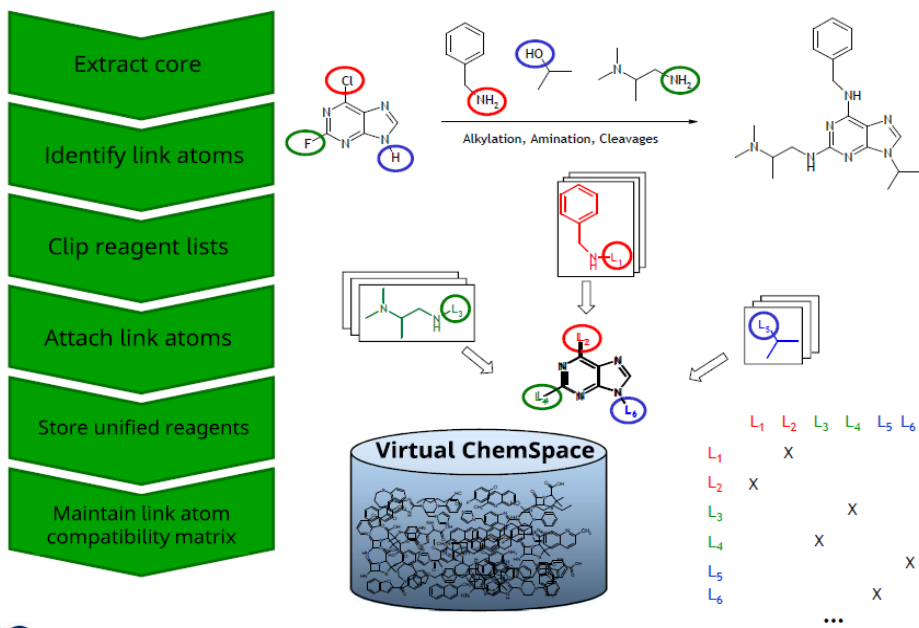 Extract core
Identify link atoms
Clip reagent lists
Attach link atoms
Store unified reagents
Maintain link atom
compatibility matrix
Cl
N
N
N
N
F
H
NH2
HO
N
NH2
Alkylation, Amination, Cleavages
NH
N
N
N
N
N
N
H
N
H
L1
N
N
H
L3
L5
L2
N
N
N
N
L6
Virtual ChemSpace
L1 L2 L3 L4 L5 L6
L1 X
L2 X
L3 X
L4 X
L5 X
L6 X
...